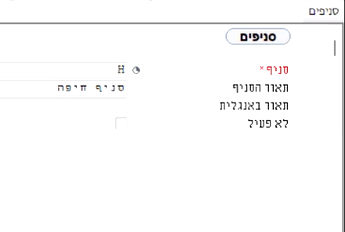 סניפים
סניפים
סניף * H
תאור הסניף סניף חיפה
תאור באנגלית
לא פעיל